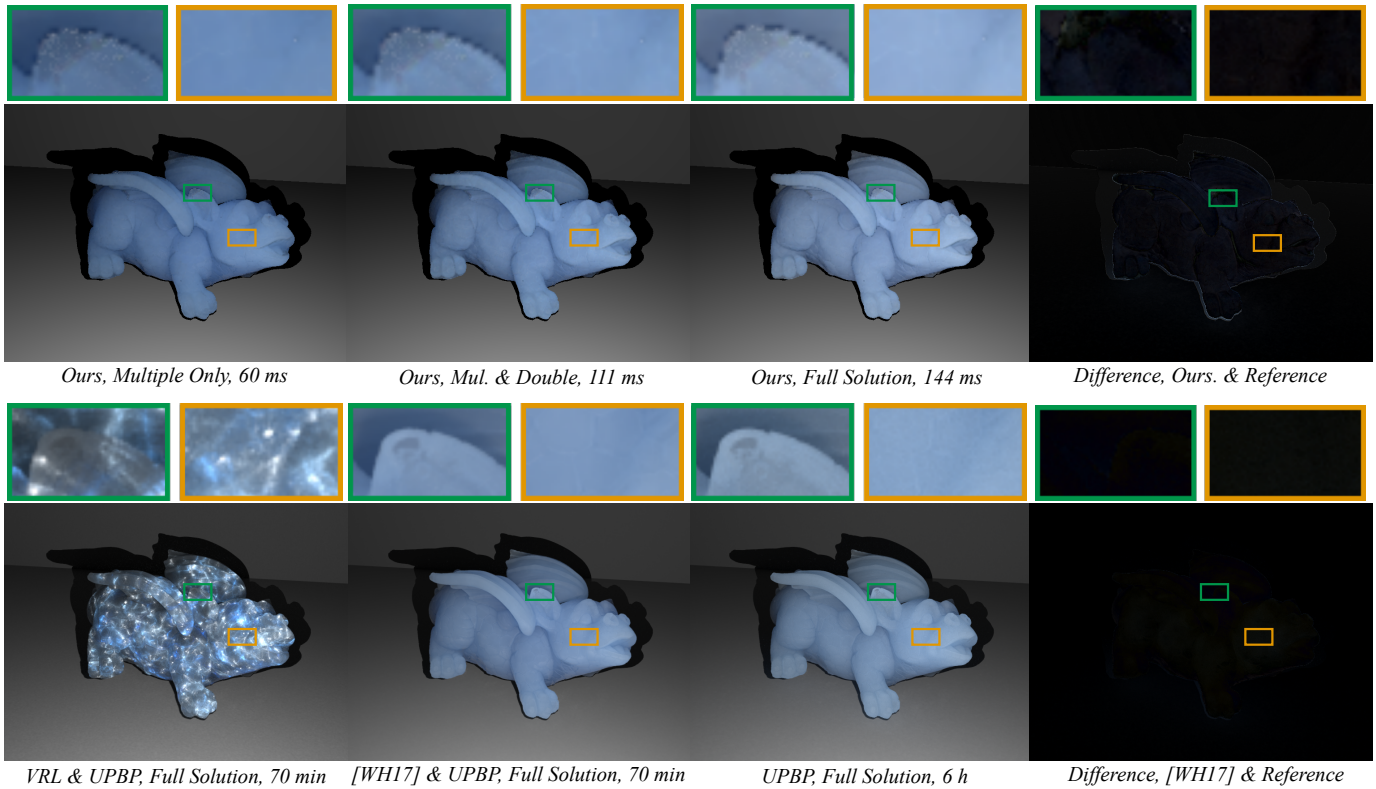 Ours, Multiple Only, 60 ms
Ours, Mul. & Double, 111 ms
Ours, Full Solution, 144 ms
Difference, Ours. & Reference
VRL & UPBP, Full Solution, 70 min
[WH17] & UPBP, Full Solution, 70 min
UPBP, Full Solution, 6 h
Difference, [WH17] & Reference